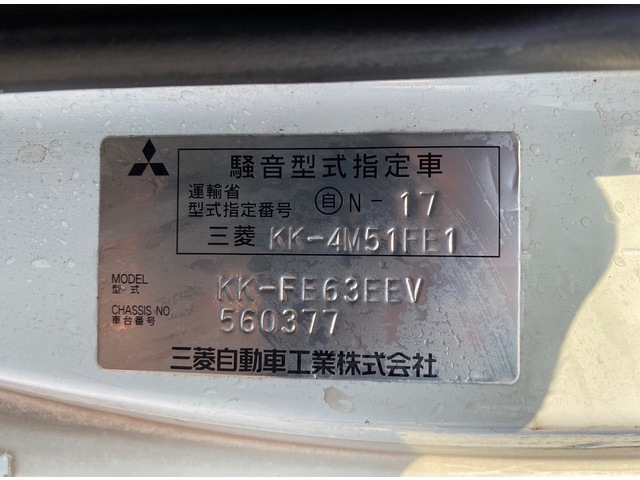 騒音型式指定車
運輸省
型式指定番号 自 N-17
三菱 KK-4M51FE1
MODEL
型式 KK-FE63EEV
CHASSIS NO.
車台番号 560377
三菱自動車工業株式会社